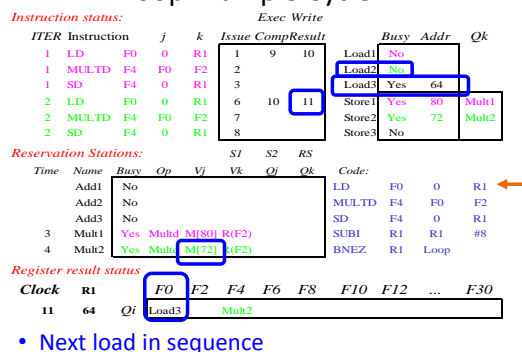 Instruction status: Exec Write
ITER Instruction j k Issue Comp Result Busy Addr Qk
1 LD F0 0 R1 1 9 10 Load1 No
1 MULTD F4 F0 F2 2 Load2 No
1 SD F4 0 R1 3 Load3 Yes 64
2 LD F0 0 R1 6 10 11 Store1 Yes 80 Mult1
2 MULTD F4 F0 F2 7 Store2 Yes 72 Mult2
2 SD F4 0 R1 8 Store3 No
Reservation Stations: S1 S2 RS
Time Name Busy Op Vj Vk Qj Qk Code:
Add1 No LD F0 0 R1
Add2 No MULTD F4 F0 F2
Add3 No SD F4 0 R1
3 Mult1 Yes Multd M[80] R(F2) SUBI R1 R1 #8
4 Mult2 Yes Multd M[72] R(F2) BNEZ R1 Loop
Register result status
Clock R1 F0 F2 F4 F6 F8 F10 F12 ... F30
11 64 Qi Load3 Mult2
• Next load in sequence